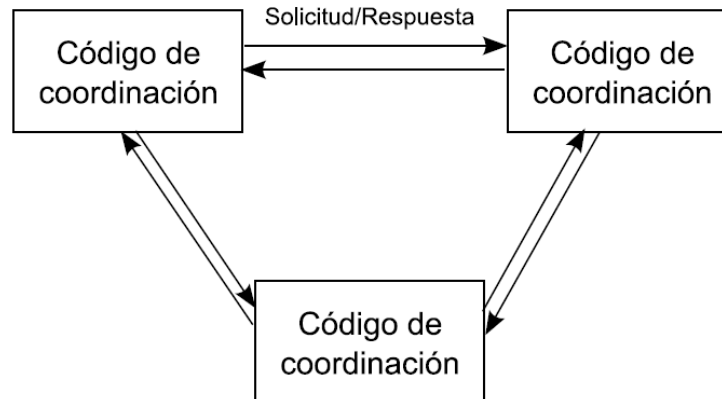 Solicitud/Respuesta
Código de
coordinación
Código de
coordinación
Código de
coordinación